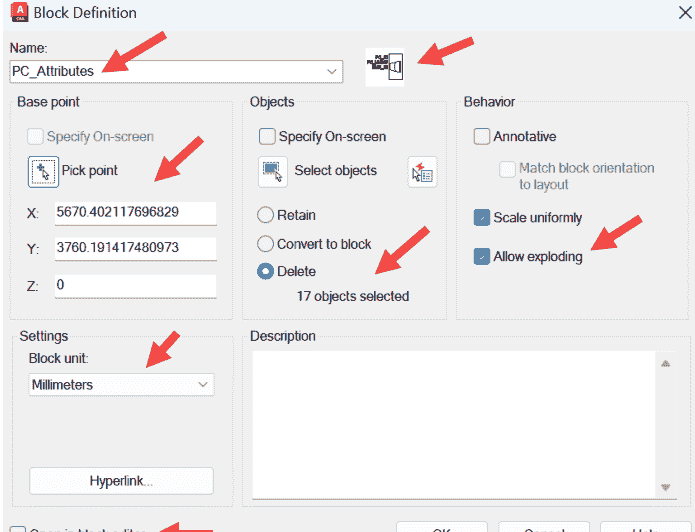 Block Definition
Name:
PC_Attributes
Base point
Specify On-screen
Pick point
X: 5670.402117696829
Y: 3760.191417480973
Z: 0
Objects
Specify On-screen
Select objects
Retain
Convert to block
Delete
17 objects selected
Behavior
Annotative
Match block orientation
to layout
Scale uniformly
Allow exploding
Settings
Block unit:
Millimeters
Hyperlink...
Description